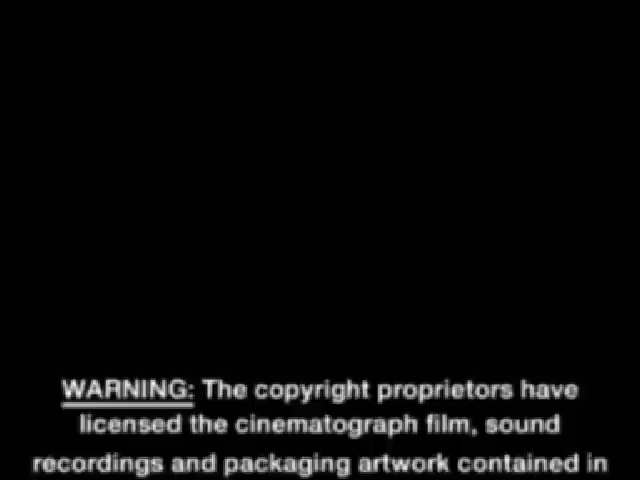 WARNING: The copyright proprietors have
licensed the cinematograph film, sound
recordings and packaging artwork contained in